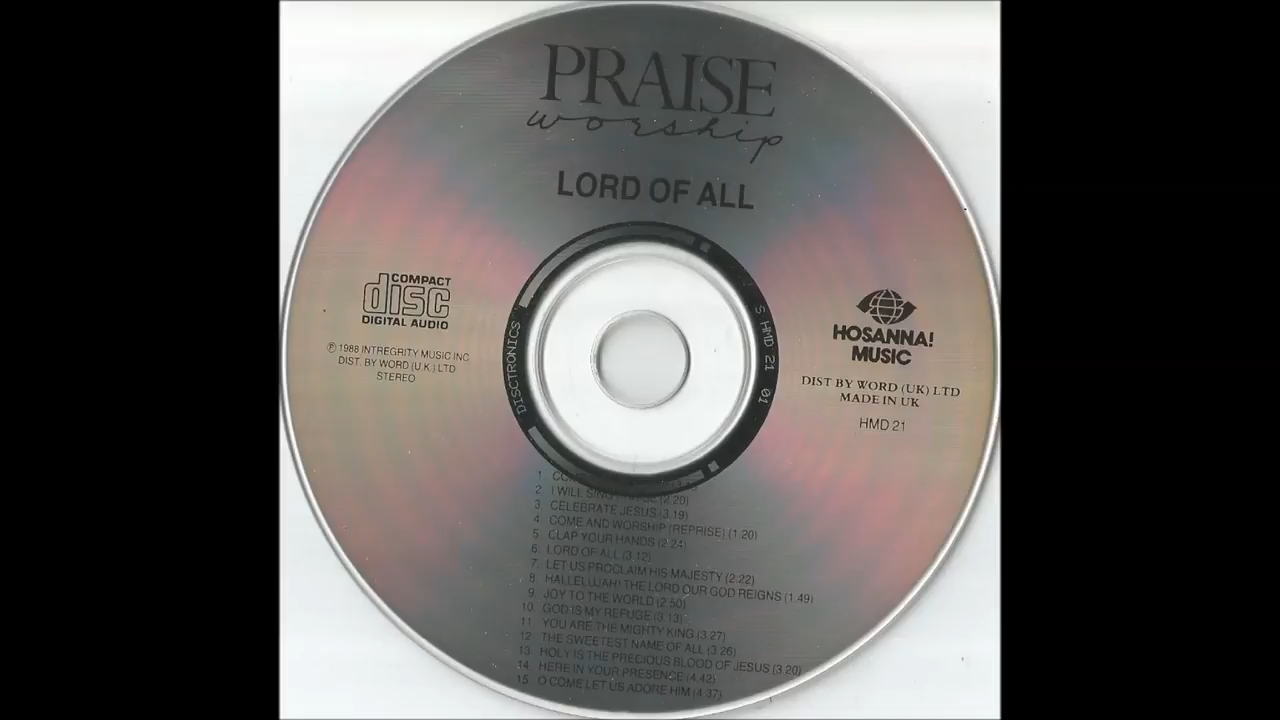 PRAISE
worship
LORD OF ALL
COMPACT
disc
DIGITAL AUDIO
Ⓟ 1988 INTREGRITY MUSIC INC
DIST. BY WORD (U.K.) LTD
STEREO
DISCTRONICS
S HMD 21 01
HOSANNA!
MUSIC
DIST BY WORD (UK) LTD
MADE IN UK
HMD 21
1
2 I WILL SING (2.20)
3 CELEBRATE JESUS (3.19)
4 COME AND WORSHIP (REPRISE) (1.20)
5. CLAP YOUR HANDS (2.24)
6. LORD OF ALL (3.12)
7. LET US PROCLAIM HIS MAJESTY (2:22)
8 HALLELUJAH! THE LORD OUR GOD REIGNS (1.49)
9. JOY TO THE WORLD (2.50)
10. GOD IS MY REFUGE (3.13)
11 YOU ARE THE MIGHTY KING (3.27)
12 THE SWEETEST NAME OF ALL (3.26)
13 HOLY IS THE PRECIOUS BLOOD OF JESUS (3.20)
14 HERE IN YOUR PRESENCE (4.42)
15 O COME LET US ADORE HIM (4.37)